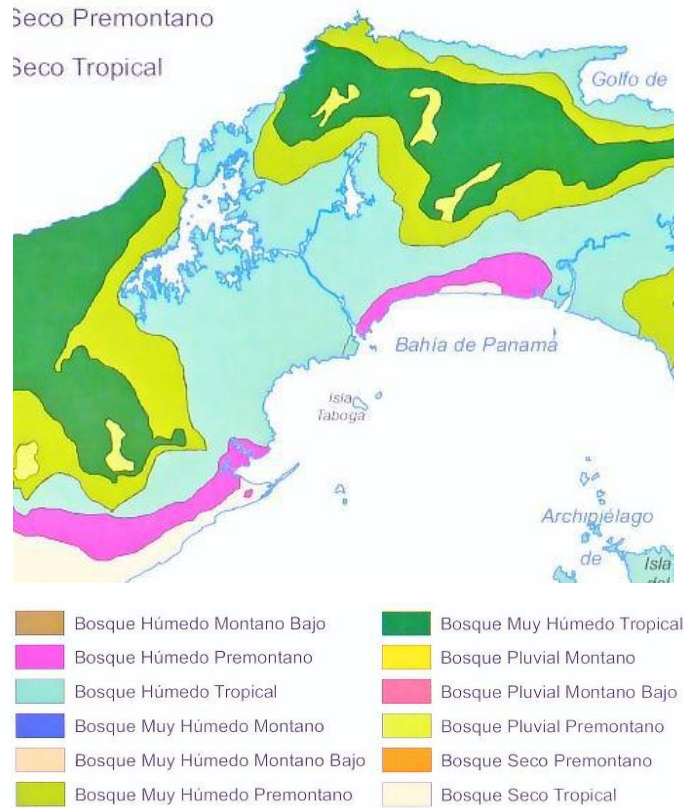 Seco Premontano
Seco Tropical
Golfo de
Bahía de Panamá
Isla
Taboga
Archipiélago
de
Isla
del
Bosque Húmedo Montano Bajo
Bosque Húmedo Premontano
Bosque Húmedo Tropical
Bosque Muy Húmedo Montano
Bosque Muy Húmedo Montano Bajo
Bosque Muy Húmedo Premontano
Bosque Muy Húmedo Tropical
Bosque Pluvial Montano
Bosque Pluvial Montano Bajo
Bosque Pluvial Premontano
Bosque Seco Premontano
Bosque Seco Tropical